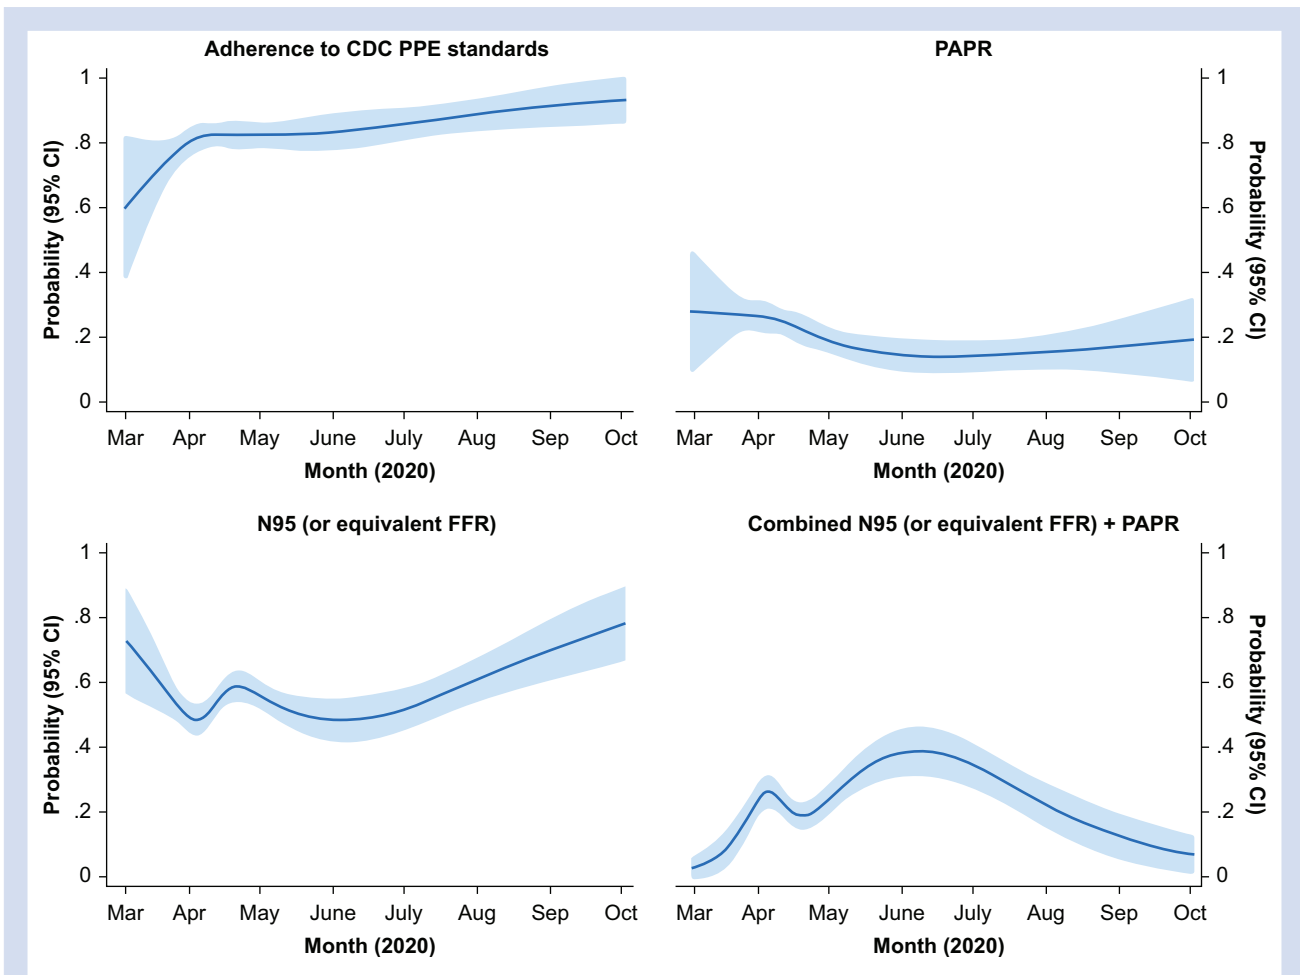 Adherence to CDC PPE standards
Probability (95% CI)
1
.8
.6
.4
.2
0
Mar Apr May June July Aug Sep Oct
Month (2020)
PAPR
Probability (95% CI)
1
.8
.6
.4
.2
0
Mar Apr May June July Aug Sep Oct
Month (2020)
N95 (or equivalent FFR)
Probability (95% CI)
1
.8
.6
.4
.2
0
Mar Apr May June July Aug Sep Oct
Month (2020)
Combined N95 (or equivalent FFR) + PAPR
Probability (95% CI)
1
.8
.6
.4
.2
0
Mar Apr May June July Aug Sep Oct
Month (2020)